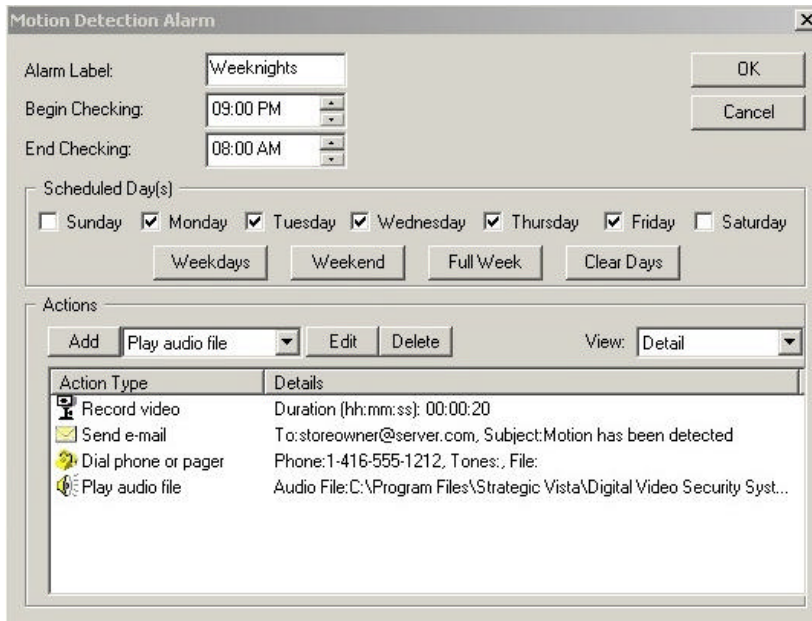 Motion Detection Alarm
Alarm Label: Weeknights OK
Begin Checking: 09:00 PM Cancel
End Checking: 08:00 AM
Scheduled Day(s)
Sunday Monday Tuesday Wednesday Thursday Friday Saturday
Weekdays Weekend Full Week Clear Days
Actions
Add Play audio file Edit Delete View: Detail
Action Type Details
Record video Duration (hh:mm:ss): 00:00:20
Send e-mail To:storeowner@server.com, Subject:Motion has been detected
Dial phone or pager Phone:1-416-555-1212, Tones:, File:
Play audio file Audio File:C:\Program Files\Strategic Vista\Digital Video Security Syst...